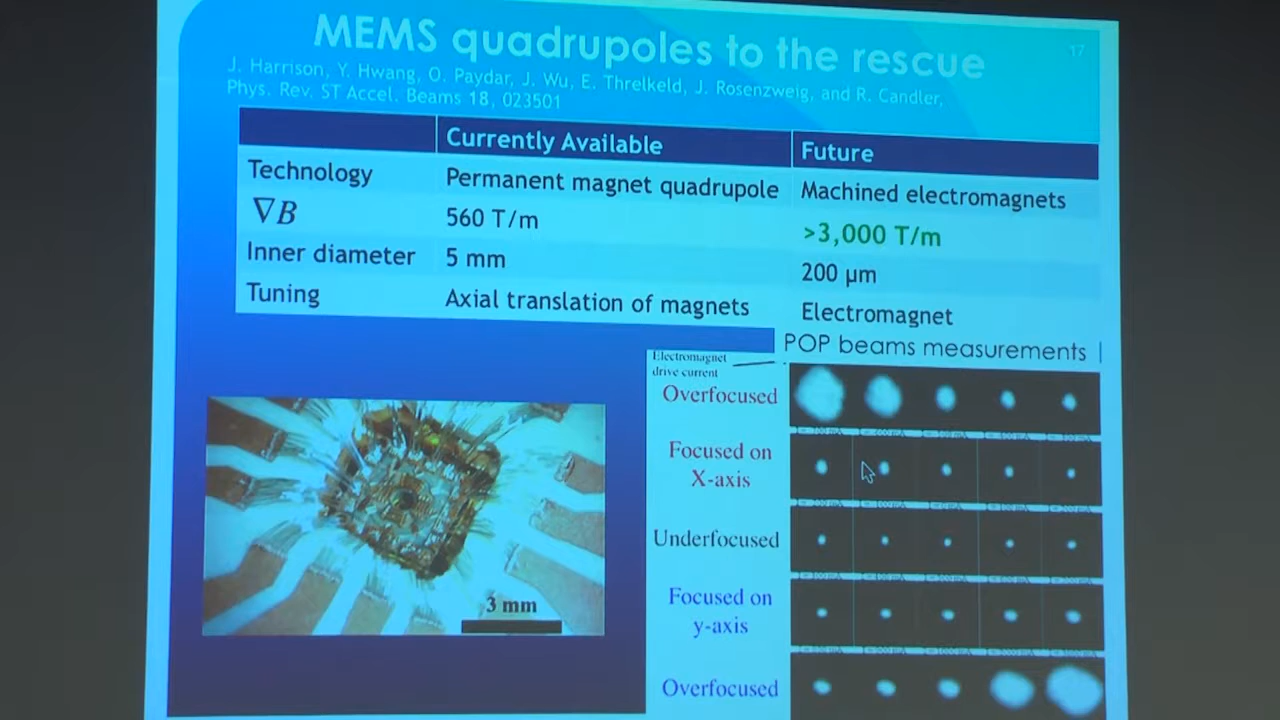 MEMS quadrupoles to the rescue
17
J. Harrison, Y. Hwang, O. Paydar, J. Wu, E. Threlkeld, J. Rosenzweig, and R. Candler,
Phys. Rev. ST Accel. Beams 18, 023501
Currently Available
Future
Technology
Permanent magnet quadrupole
Machined electromagnets
∇B
560 T/m
>3,000 T/m
Inner diameter
5 mm
200 µm
Tuning
Axial translation of magnets
Electromagnet
POP beams measurements
Electromagnet
drive current
Overfocused
Focused on
X-axis
Underfocused
Focused on
y-axis
Overfocused
3 mm